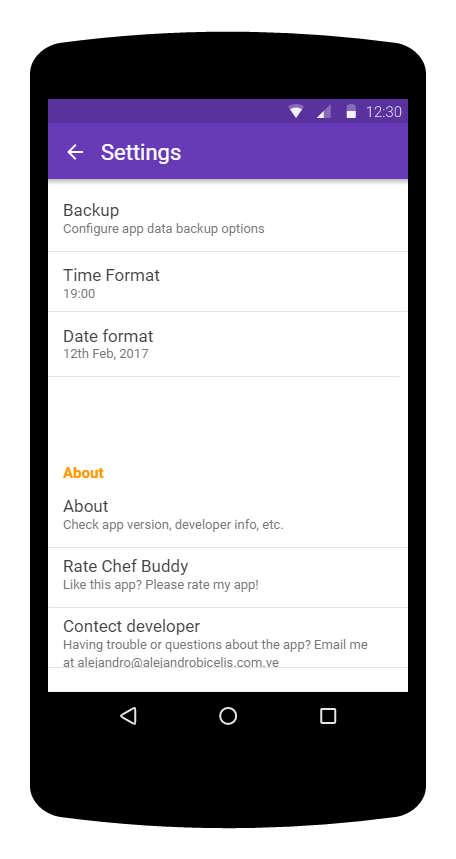 12:30
Settings
Backup
Configure app data backup options
Time Format
19:00
Date format
12th Feb, 2017
About
About
Check app version, developer info, etc.
Rate Chef Buddy
Like this app? Please rate my app!
Contect developer
Having trouble or questions about the app? Email me
at alejandro@alejandrobicelis.com.ve